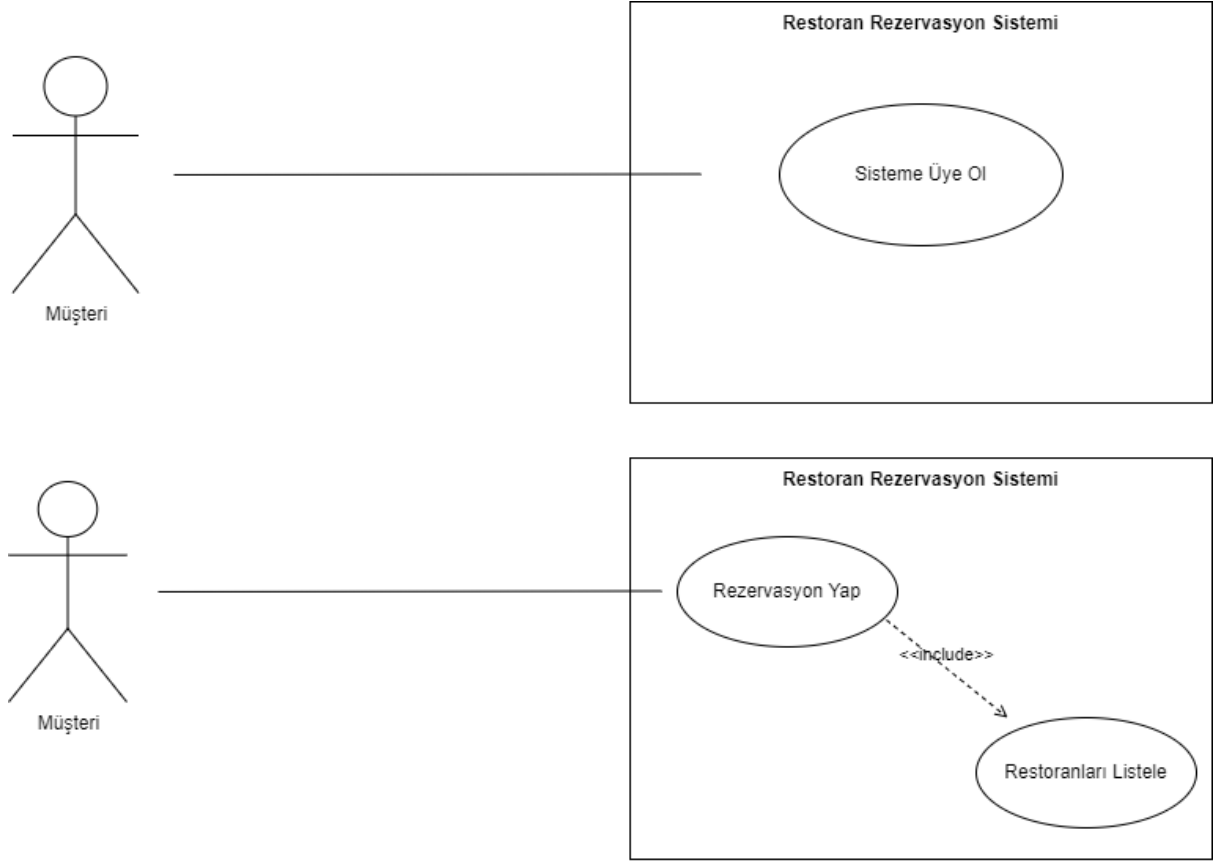 Restoran Rezervasyon Sistemi
Sisteme Üye Ol
Müşteri
Restoran Rezervasyon Sistemi
Rezervasyon Yap
<<include>>
Müşteri
Restoranları Listele